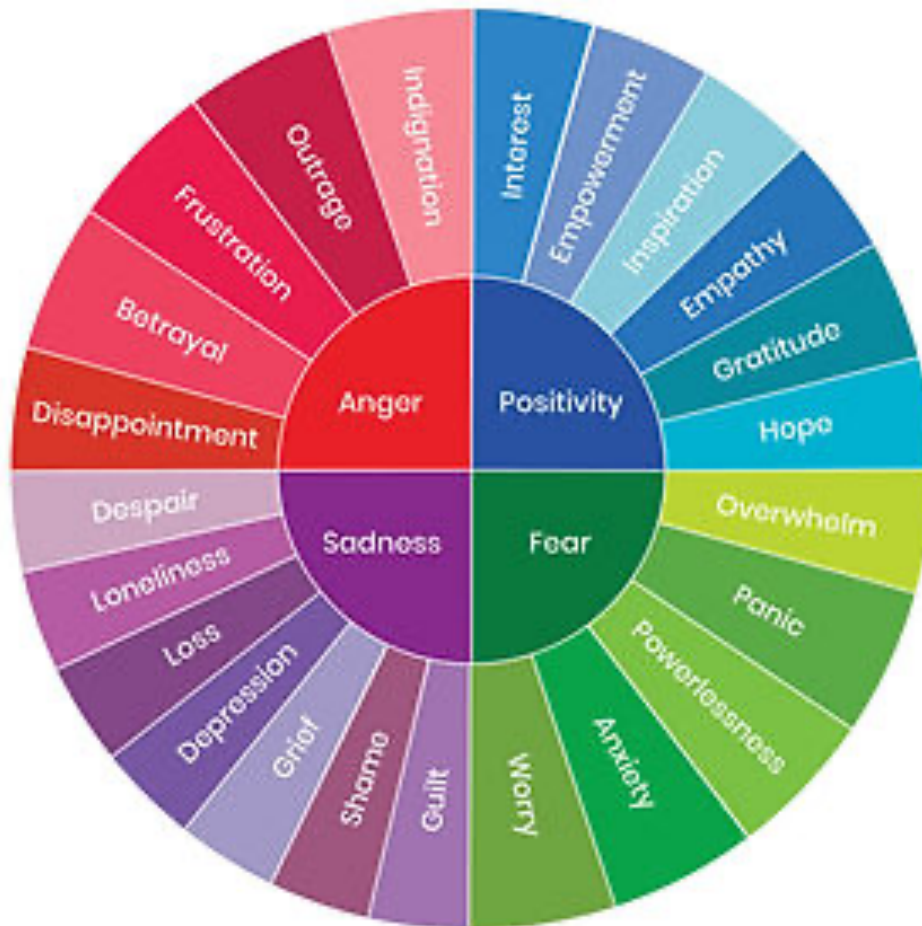 Indignation
Outrage
Frustration
Betrayal
Disappointment
Anger
Interest
Empowerment
Inspiration
Empathy
Gratitude
Hope
Positivity
Despair
Loneliness
Loss
Depression
Grief
Shame
Guilt
Sadness
Overwhelm
Panic
Powerlessness
Anxiety
Worry
Fear